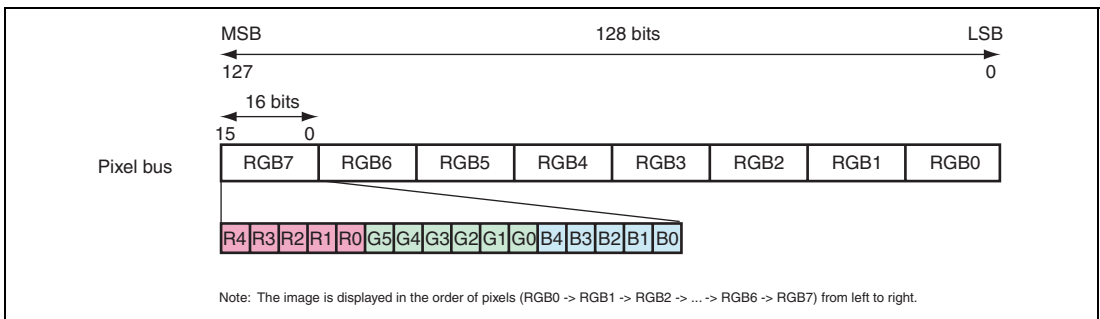 MSB 128 bits LSB
127 0
16 bits
15 0
Pixel bus RGB7 RGB6 RGB5 RGB4 RGB3 RGB2 RGB1 RGB0
R4 R3 R2 R1 R0 G5 G4 G3 G2 G1 G0 B4 B3 B2 B1 B0
Note: The image is displayed in the order of pixels (RGB0 -> RGB1 -> RGB2 -> ... -> RGB6 -> RGB7) from left to right.